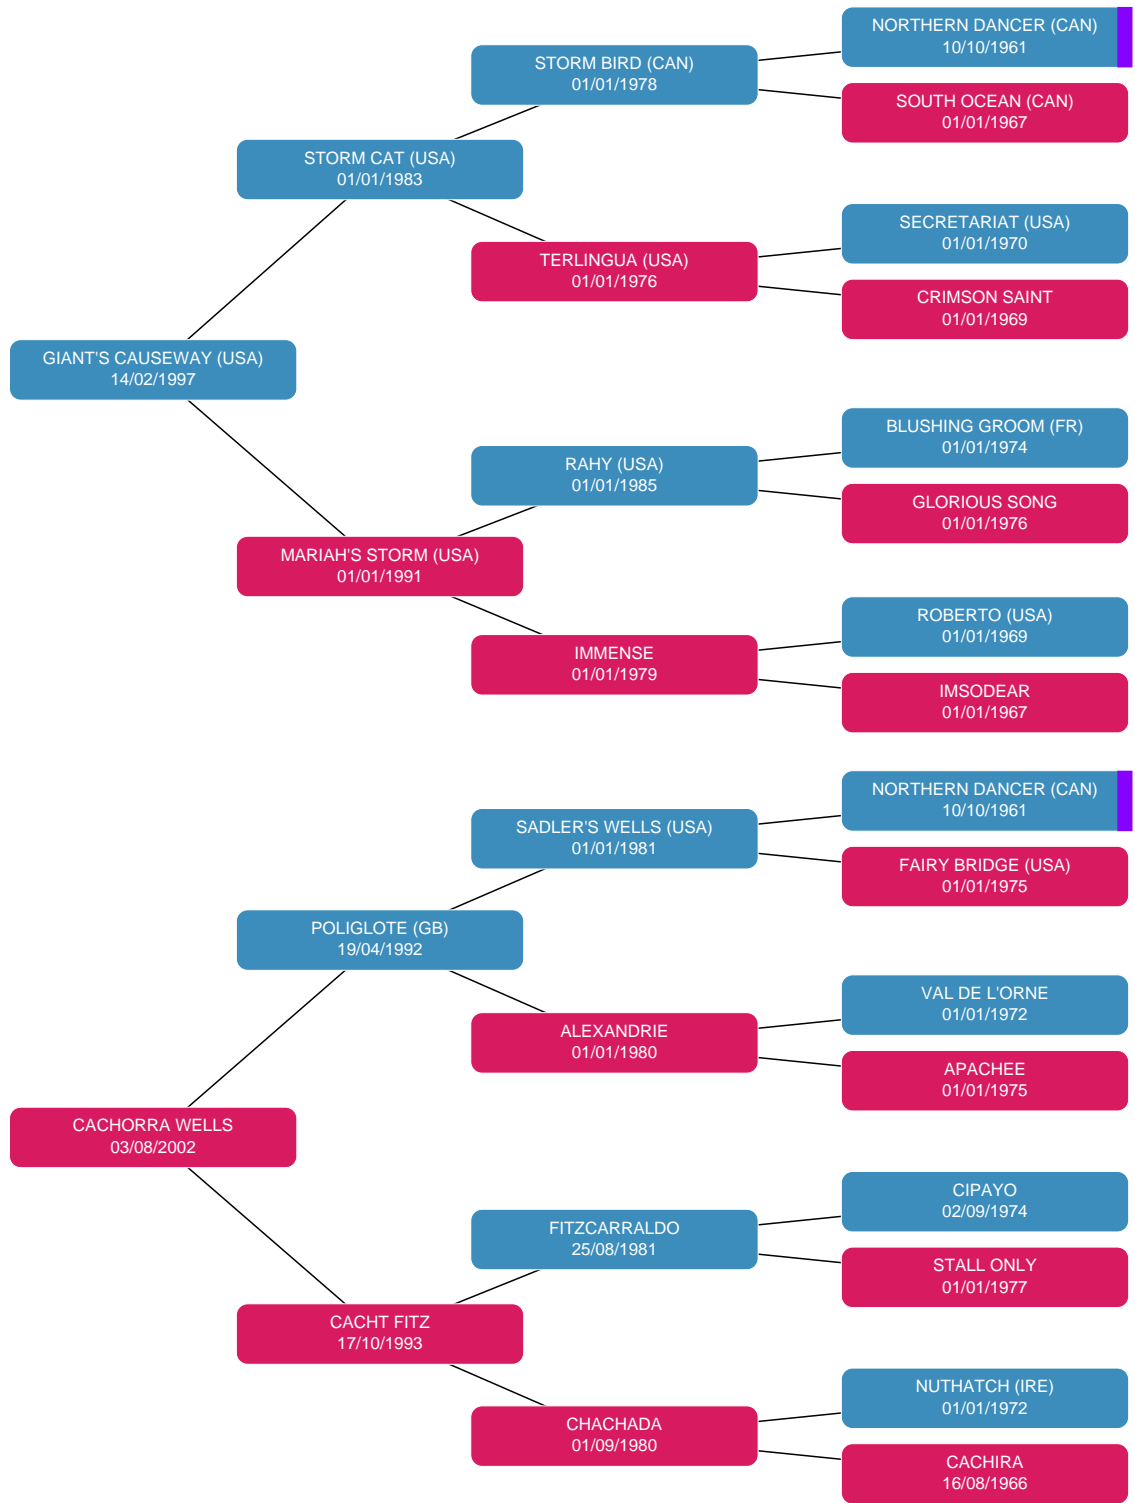 NORTHERN DANCER (CAN)
10/10/1961
STORM BIRD (CAN)
01/01/1978
SOUTH OCEAN (CAN)
01/01/1967
STORM CAT (USA)
01/01/1983
SECRETARIAT (USA)
01/01/1970
TERLINGUA (USA)
01/01/1976
CRIMSON SAINT
01/01/1969
GIANT'S CAUSEWAY (USA)
14/02/1997
BLUSHING GROOM (FR)
01/01/1974
RAHY (USA)
01/01/1985
GLORIOUS SONG
01/01/1976
MARIAH'S STORM (USA)
01/01/1991
ROBERTO (USA)
01/01/1969
IMMENSE
01/01/1979
IMSODEAR
01/01/1967
NORTHERN DANCER (CAN)
10/10/1961
SADLER'S WELLS (USA)
01/01/1981
FAIRY BRIDGE (USA)
01/01/1975
POLIGLOTE (GB)
19/04/1992
VAL DE L'ORNE
01/01/1972
ALEXANDRIE
01/01/1980
APACHEE
01/01/1975
CACHORRA WELLS
03/08/2002
CIPAYO
02/09/1974
FITZCARRALDO
25/08/1981
STALL ONLY
01/01/1977
CACHT FITZ
17/10/1993
NUTHATCH (IRE)
01/01/1972
CHACHADA
01/09/1980
CACHIRA
16/08/1966